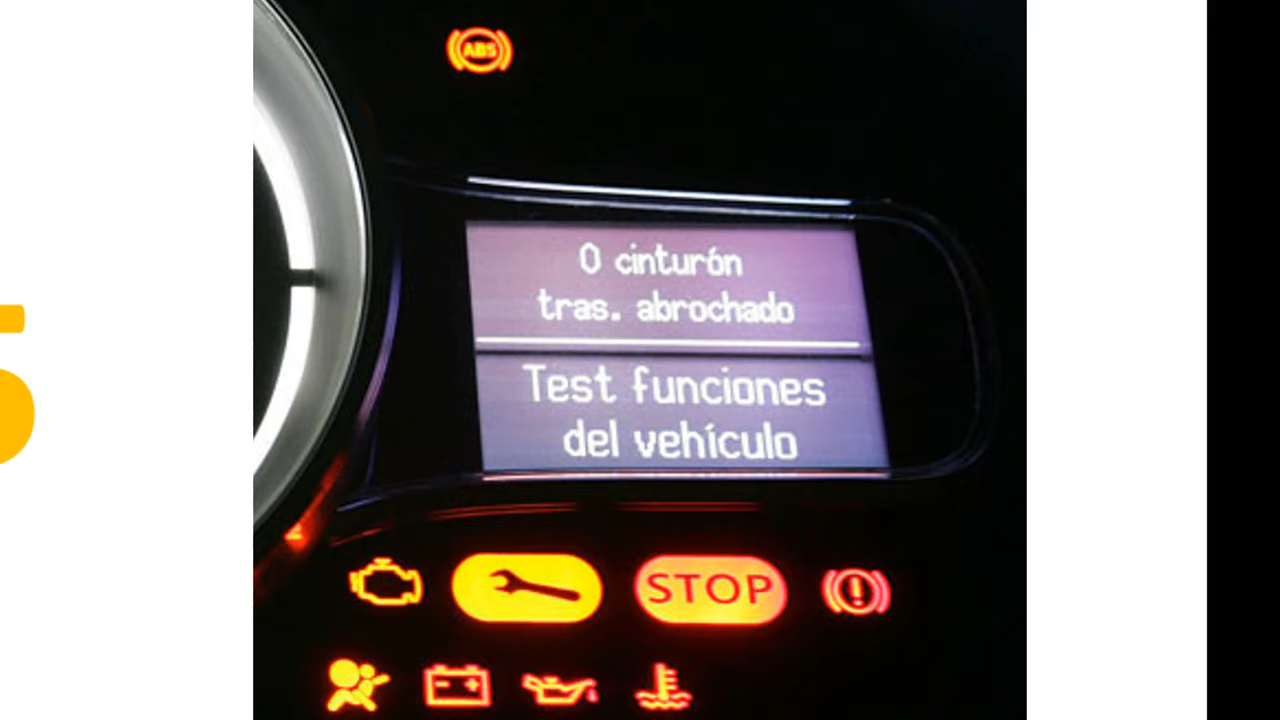 ABS
0 cinturón
tras. abrochado
Test funciones
del vehículo
STOP